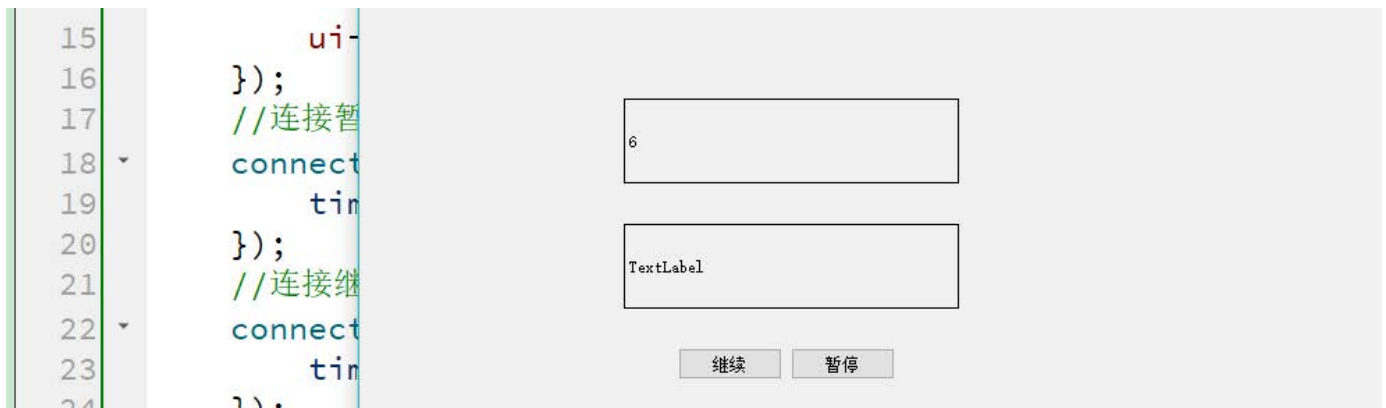 15 ui-
16 });
17 //连接暂
18 connect
19 tim
20 });
21 //连接继
22 connect
23 tim
24 });
6
TextLabel
继续 暂停